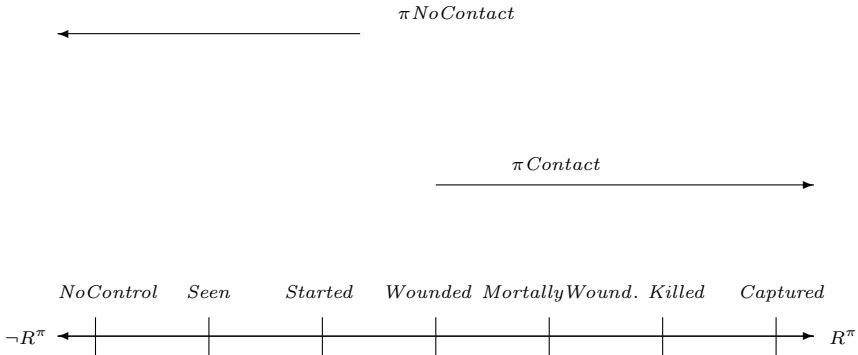 πNoContact
πContact
NoControl Seen Started Wounded MortallyWound. Killed Captured
¬R^π R^π